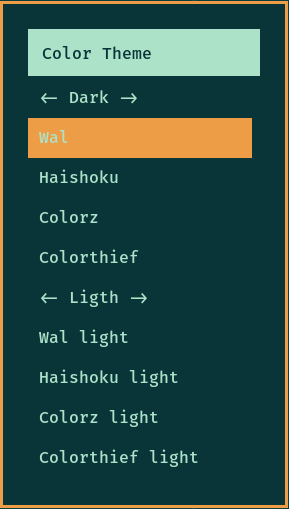 Color Theme
<- Dark ->
Wal
Haishoku
Colorz
Colorthief
<- Ligth ->
Wal light
Haishoku light
Colorz light
Colorthief light